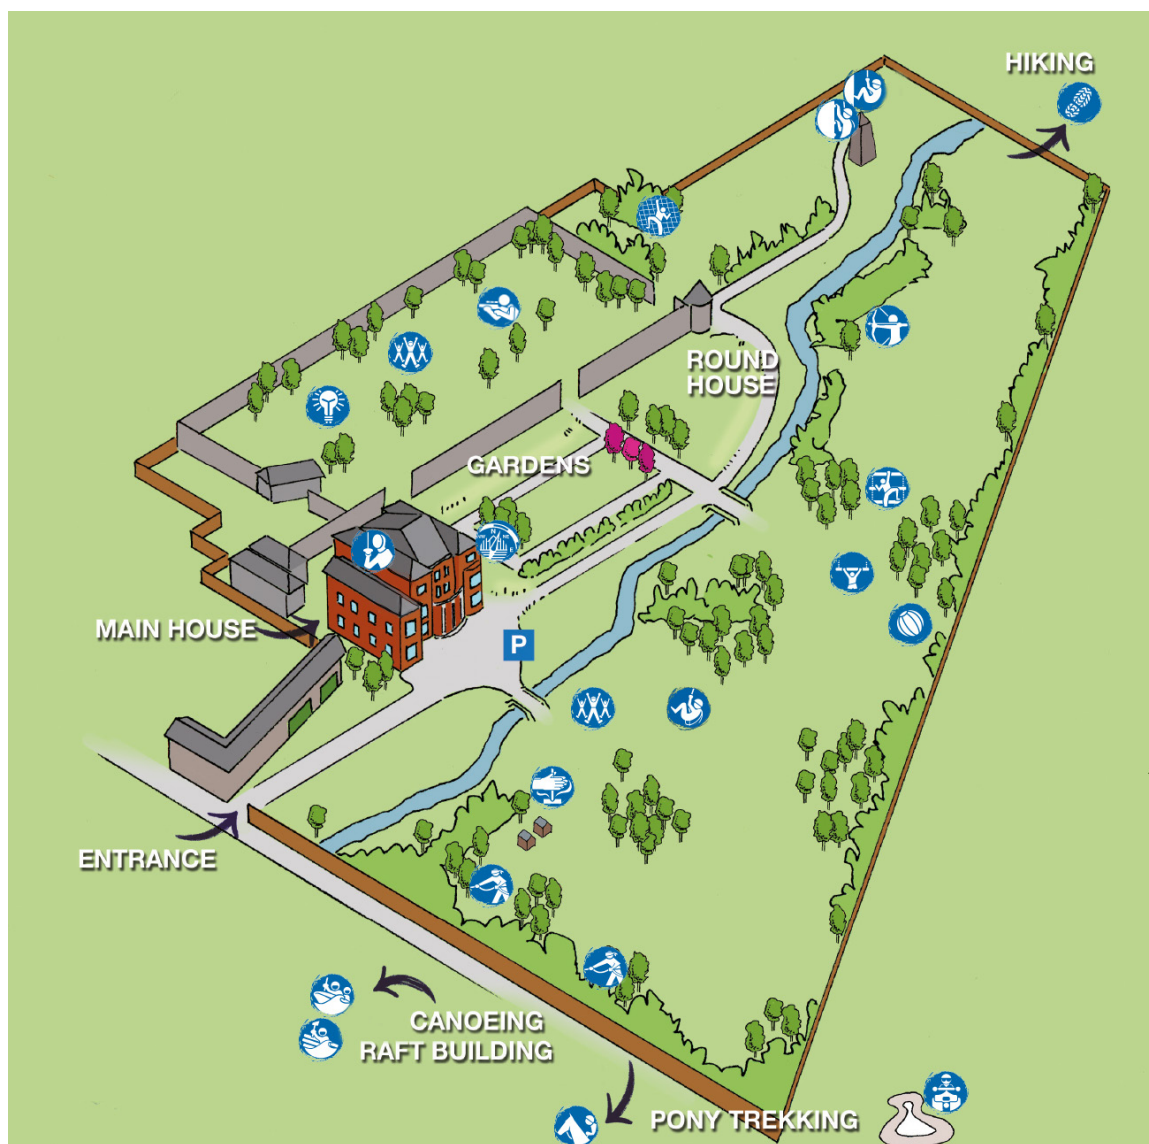 HIKING
ROUND
HOUSE
GARDENS
N
MAIN HOUSE
P
ENTRANCE
CANOEING
RAFT BUILDING
PONY TREKKING